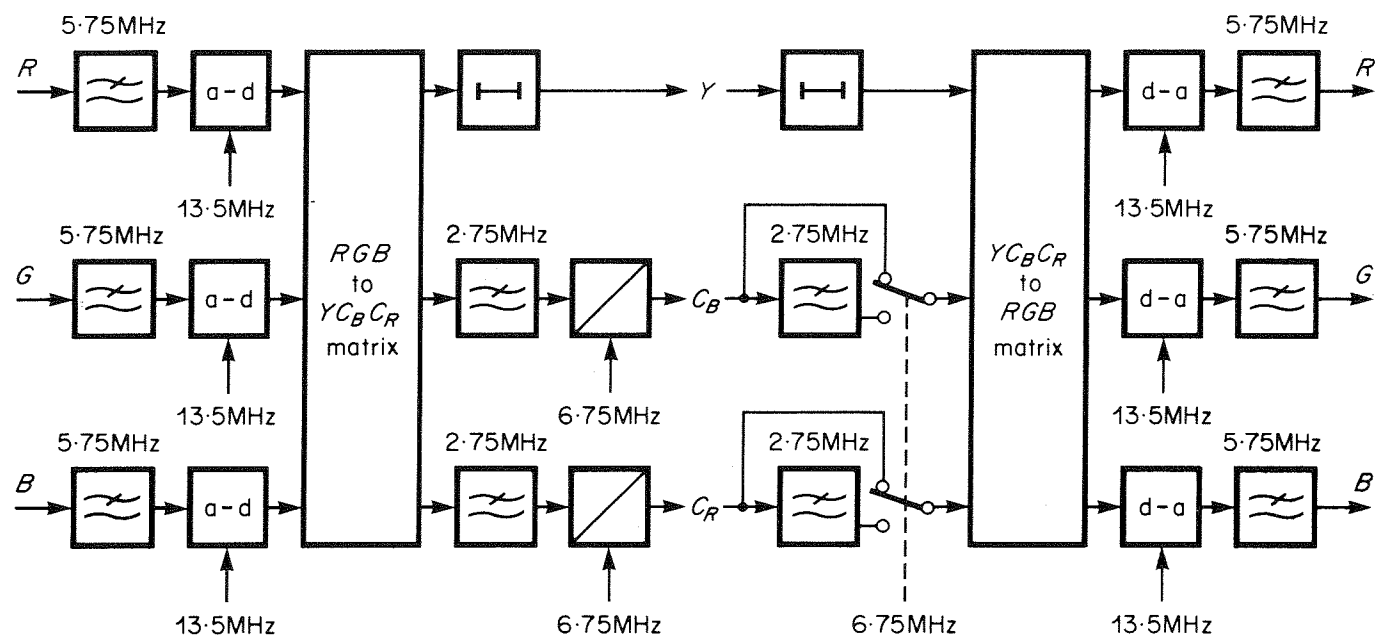 5·75MHz
5·75MHz
R
a-d
Y
d-a
R
13·5MHz
13·5MHz
5·75MHz
2·75MHz
2·75MHz
5·75MHz
G
a-d
RGB
to
YCBCR
matrix
CB
YCBCR
to
RGB
matrix
d-a
G
13·5MHz
6·75MHz
13·5MHz
5·75MHz
2·75MHz
2·75MHz
5·75MHz
B
a-d
CR
d-a
B
13·5MHz
6·75MHz
6·75MHz
13·5MHz